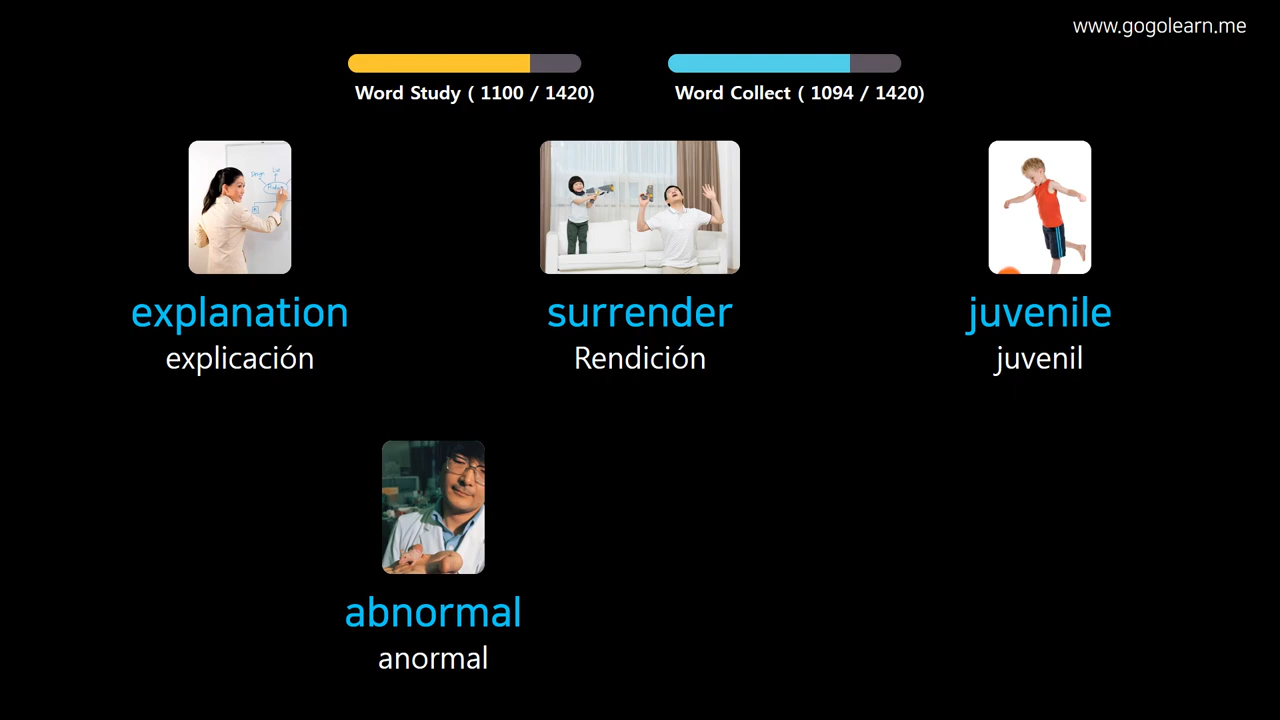 www.gogolearn.me
Word Study ( 1100 / 1420)
Word Collect ( 1094 / 1420)
explanation
explicación
surrender
Rendición
juvenile
juvenil
abnormal
anormal